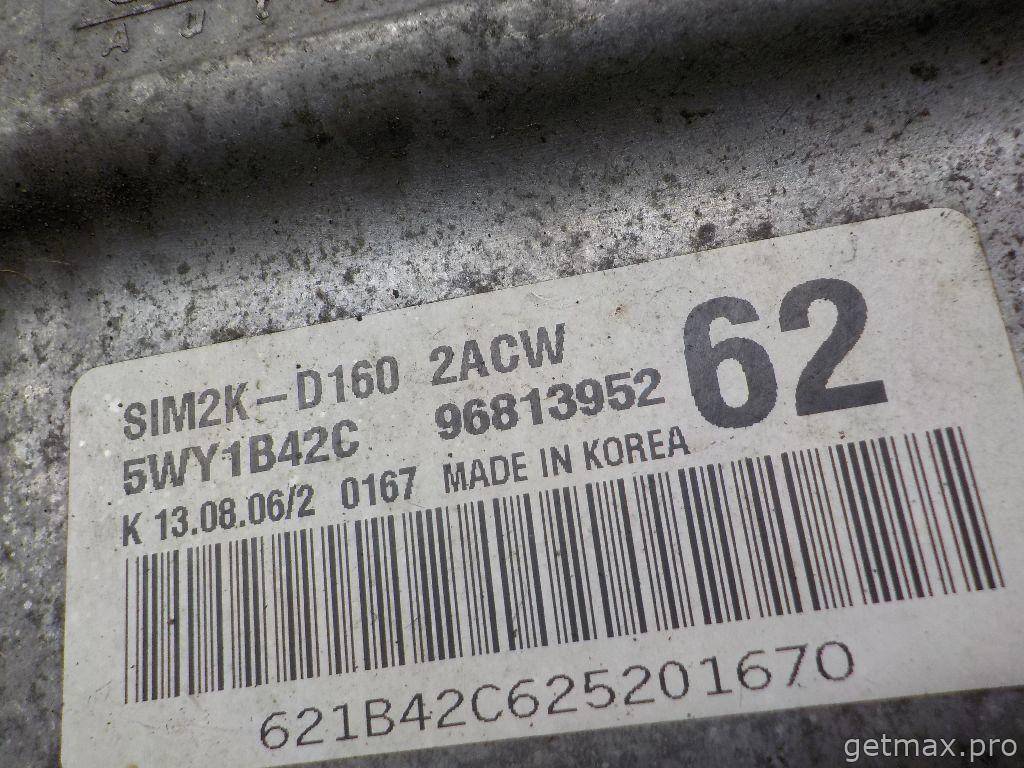 SIM2K-D160 2ACW 62
5WY1B42C 96813952
K 13.08.06/2 0167 MADE IN KOREA
621B42C625201670
getmax.pro